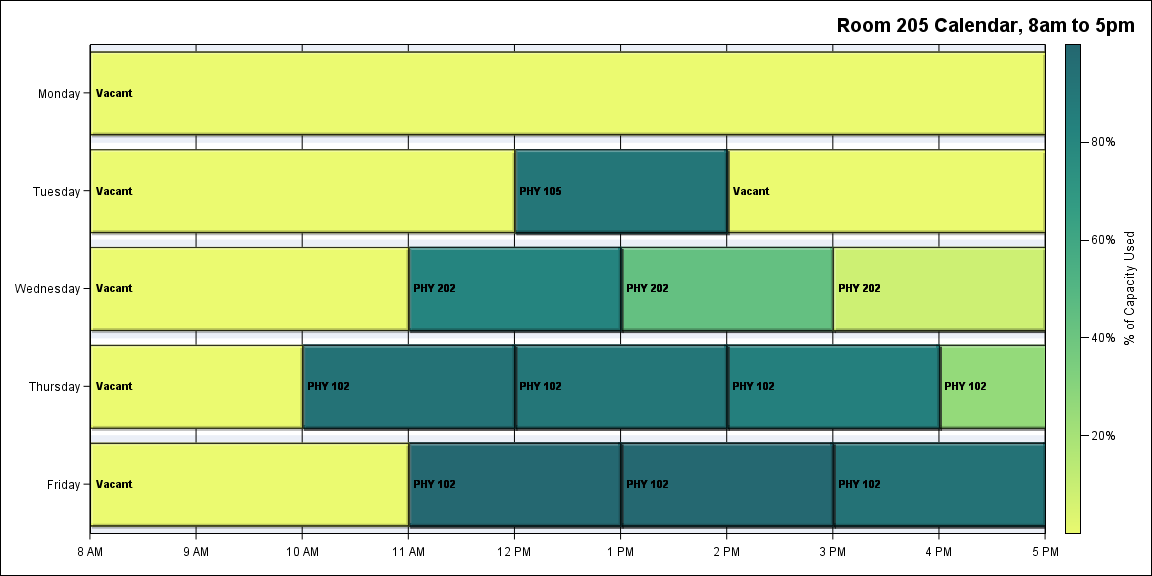 Room 205 Calendar, 8am to 5pm
Monday
Vacant
Tuesday
Vacant
PHY 105
Vacant
Wednesday
Vacant
PHY 202
PHY 202
PHY 202
Thursday
Vacant
PHY 102
PHY 102
PHY 102
PHY 102
Friday
Vacant
PHY 102
PHY 102
PHY 102
8 AM
9 AM
10 AM
11 AM
12 PM
1 PM
2 PM
3 PM
4 PM
5 PM
80%
60%
40%
20%
% of Capacity Used